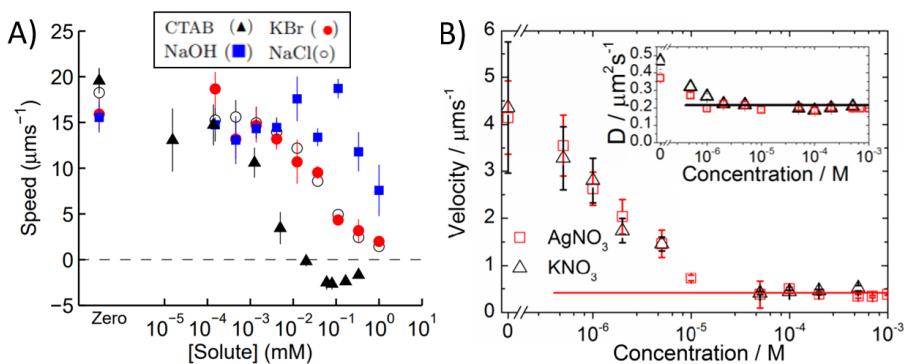 A)
CTAB (▲) KBr (●)
NaOH (■) NaCl(○)
Speed (μms⁻¹)
25
20
15
10
5
0
−5
Zero 10⁻⁵ 10⁻⁴ 10⁻³ 10⁻² 10⁻¹ 10⁰
[Solute] (mM)
B)
Velocity / μms⁻¹
6
5
4
3
2
1
0
0 10⁻⁶ 10⁻⁵ 10⁻⁴ 10⁻³
Concentration / M
AgNO₃
KNO₃
D / μm²s⁻¹
0.5
0.4
0.3
0.2
0.1
0.0
0 10⁻⁶ 10⁻⁵ 10⁻⁴ 10⁻³
Concentration / M